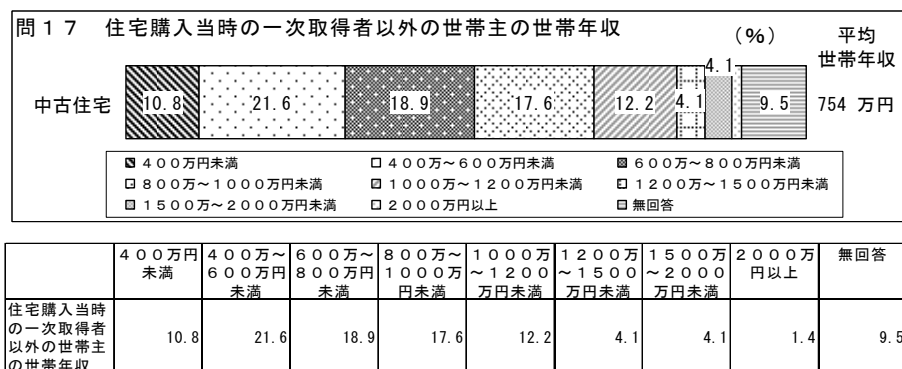 問１７　住宅購入当時の一次取得者以外の世帯主の世帯年収
（％）
平均
世帯年収
4.1
中古住宅 10.8 21.6 18.9 17.6 12.2 4.1 9.5 754 万円
４００万円未満 ４００万～６００万円未満 ６００万～８００万円未満
８００万～１０００万円未満 １０００万～１２００万円未満 １２００万～１５００万円未満
１５００万～２０００万円未満 ２０００万円以上 無回答
４００万円 ４００万～ ６００万～ ８００万～ １０００万 １２００万 １５００万 ２０００万 無回答
未満 ６００万円 ８００万円 １０００万 ～１２００ ～１５００ ～２０００ 円以上
未満 未満 円未満 万円未満 万円未満 万円未満
住宅購入当時
の一次取得者
以外の世帯主 10.8 21.6 18.9 17.6 12.2 4.1 4.1 1.4 9.5
の世帯年収